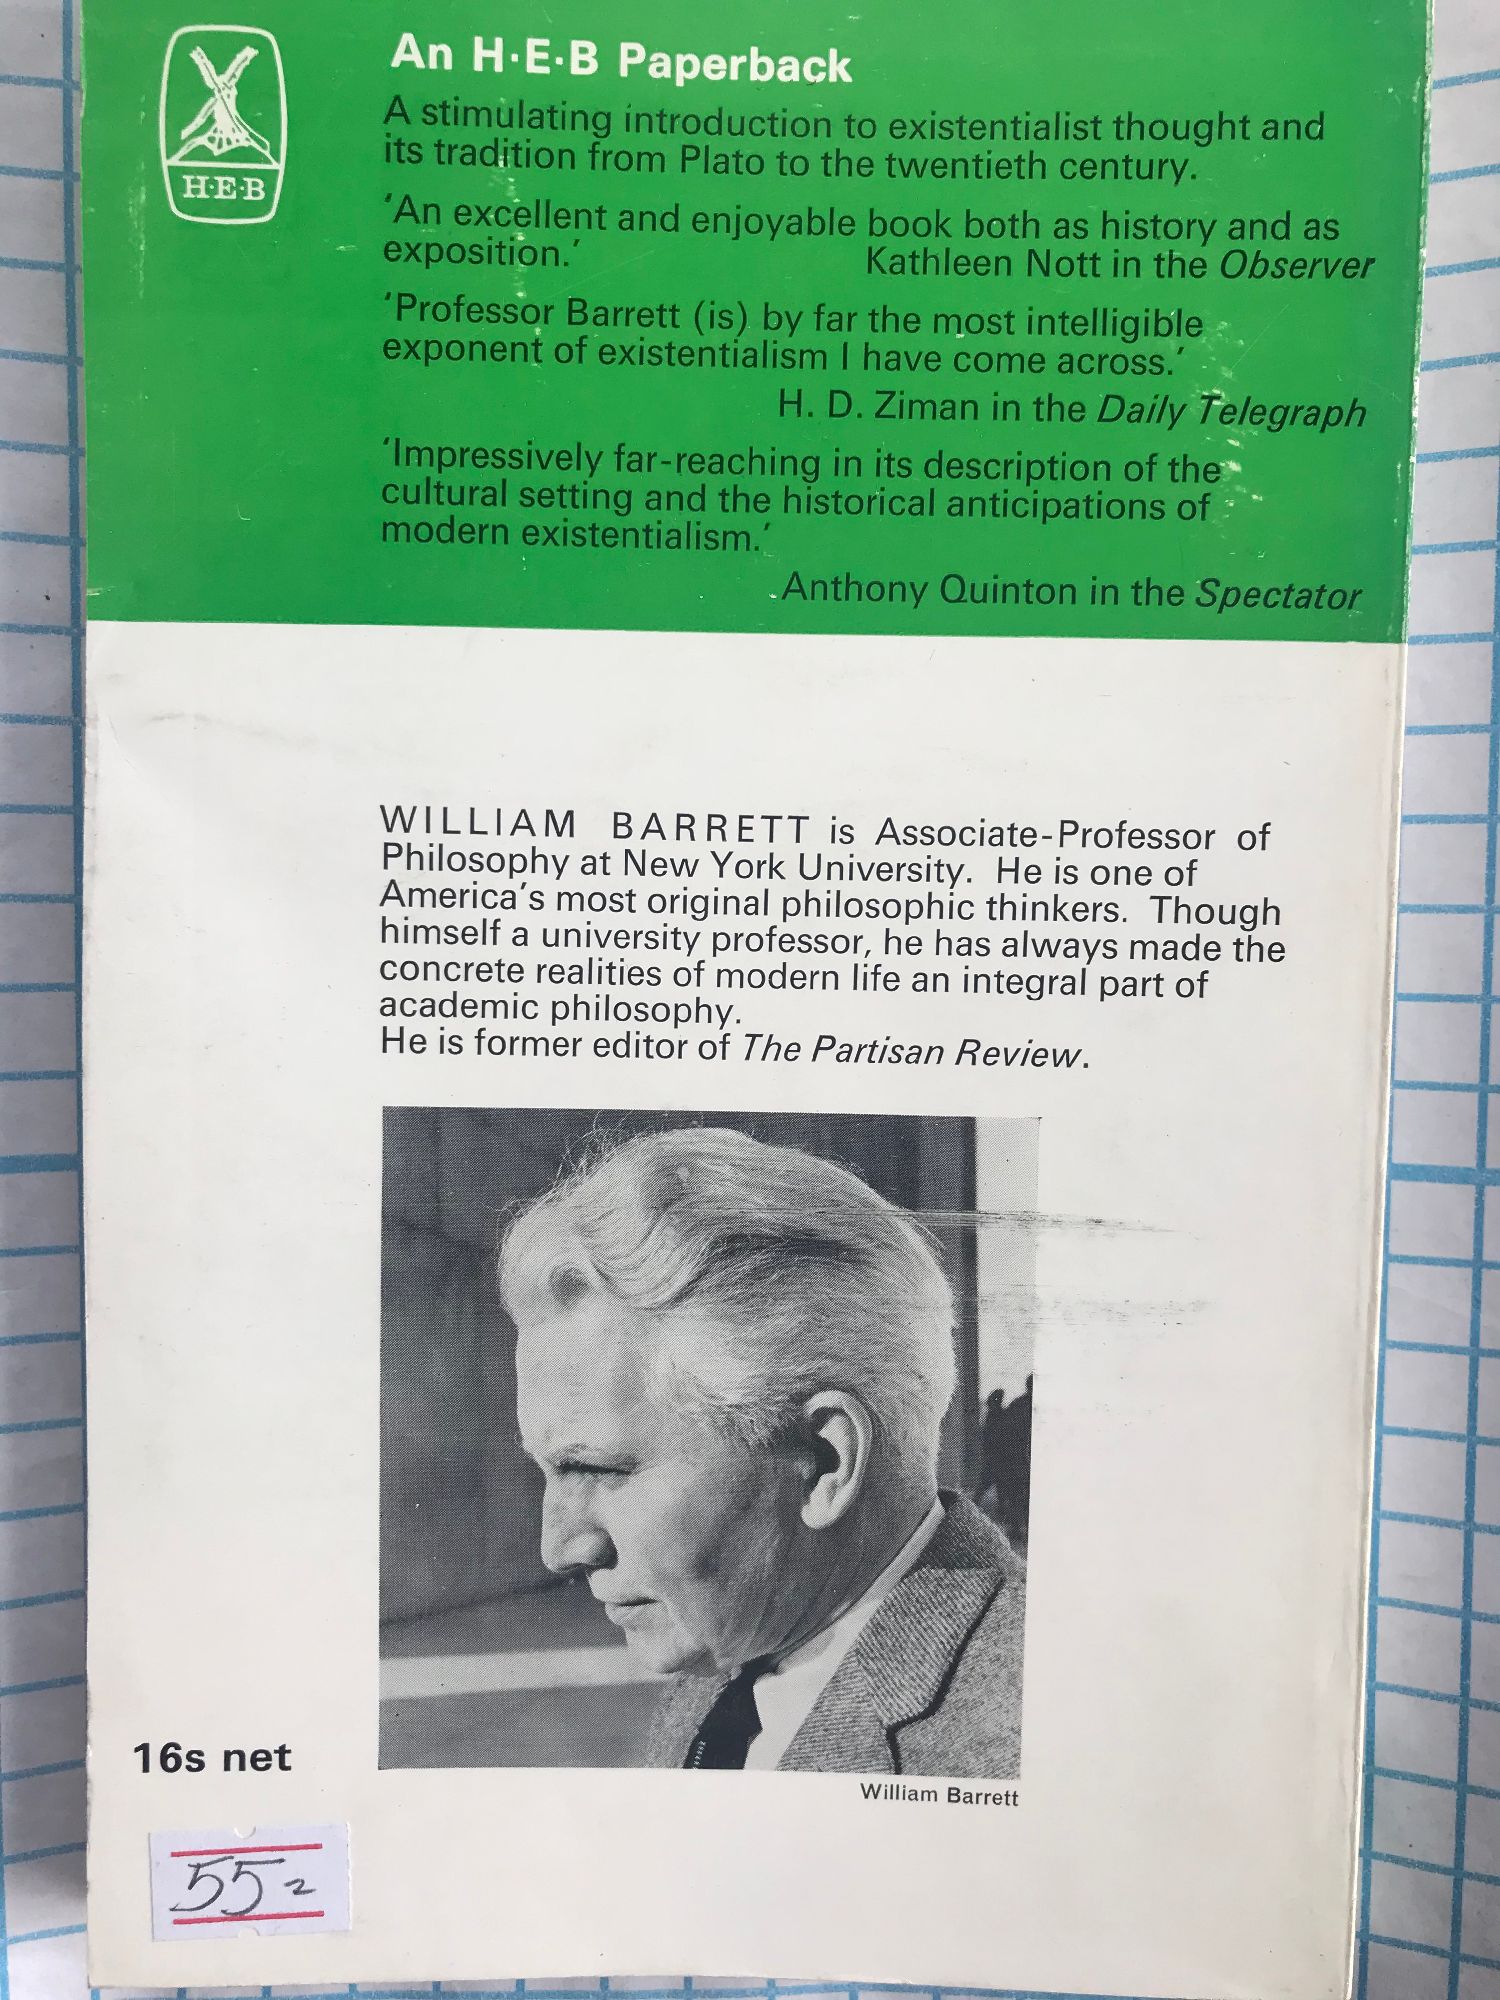 An H·E·B Paperback
H·E·B
A stimulating introduction to existentialist thought and
its tradition from Plato to the twentieth century.
'An excellent and enjoyable book both as history and as
exposition.' Kathleen Nott in the Observer
'Professor Barrett (is) by far the most intelligible
exponent of existentialism I have come across.'
H. D. Ziman in the Daily Telegraph
'Impressively far-reaching in its description of the
cultural setting and the historical anticipations of
modern existentialism.'
Anthony Quinton in the Spectator
WILLIAM BARRETT is Associate-Professor of
Philosophy at New York University. He is one of
America's most original philosophic thinkers. Though
himself a university professor, he has always made the
concrete realities of modern life an integral part of
academic philosophy.
He is former editor of The Partisan Review.
16s net
William Barrett
55